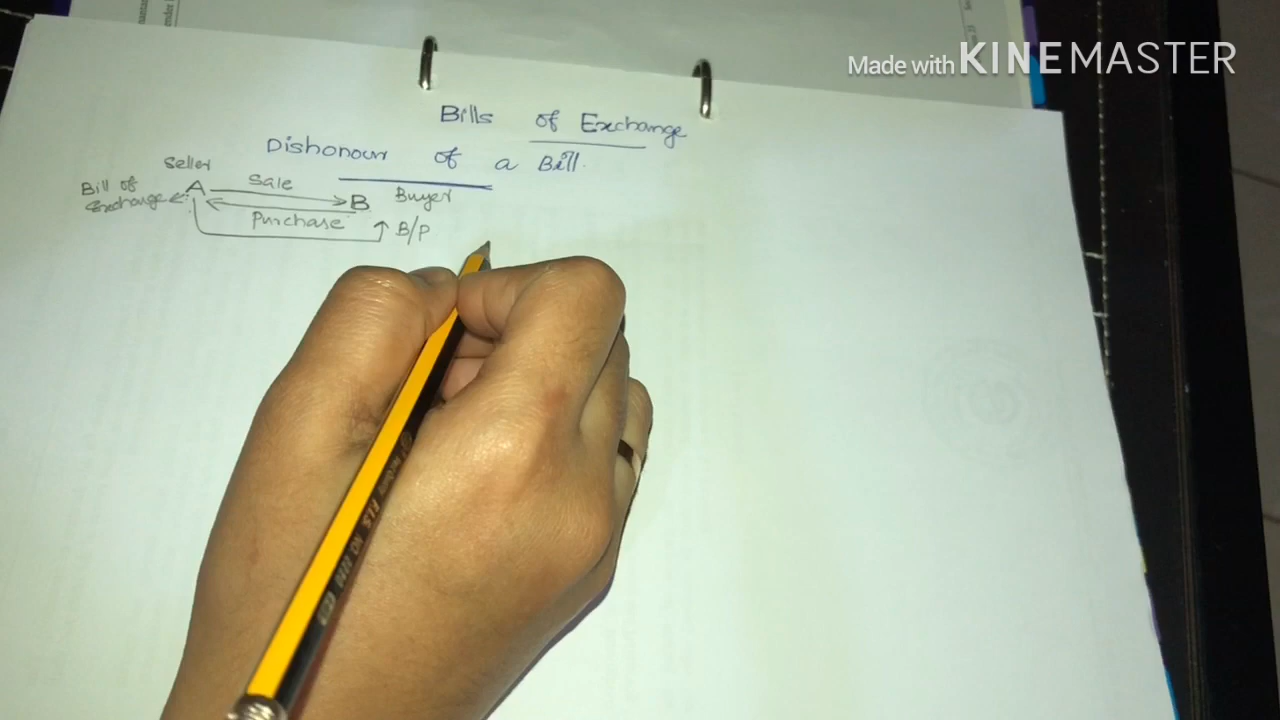 Made with KINEMASTER
Bills of Exchange
Dishonour of a Bill.
Seller
Bill of Exchange
A Sale B Buyer
Purchase B/P